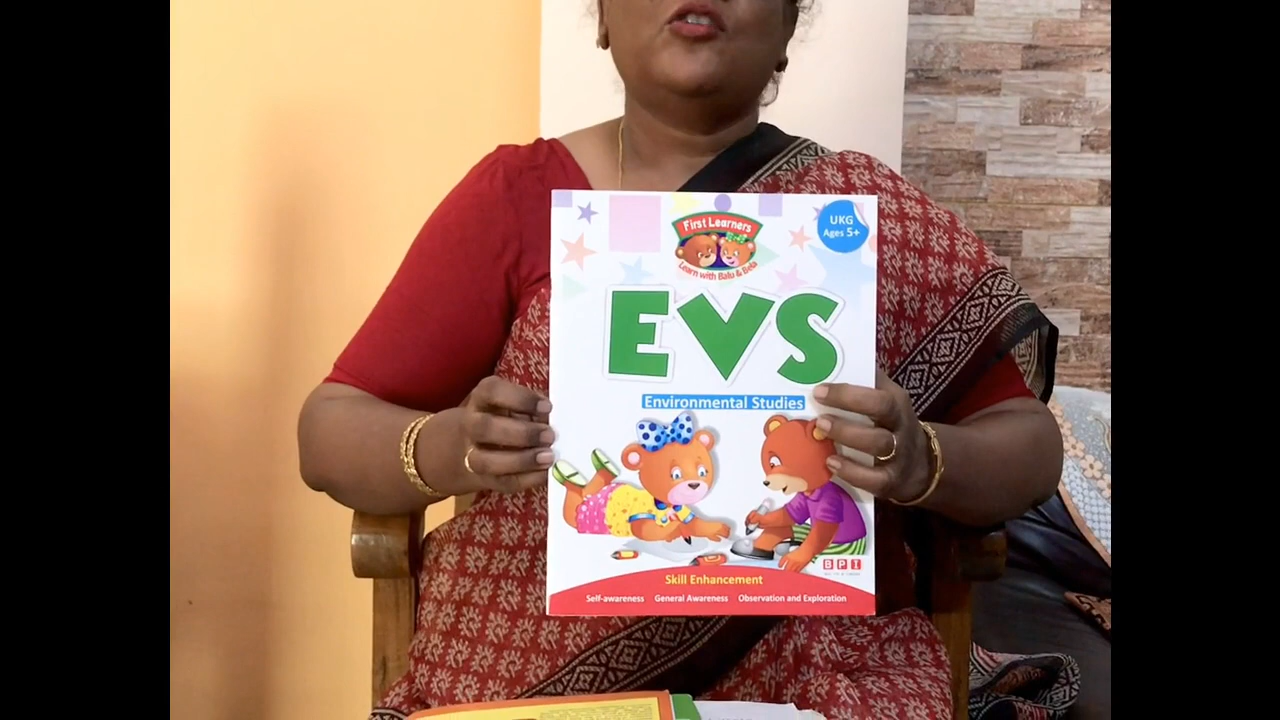 First Learners
Learn with Balu & Bela
UKG
Ages 5+
EVS
Environmental Studies
BPI
Skill Enhancement
Self-awareness General Awareness Observation and Exploration